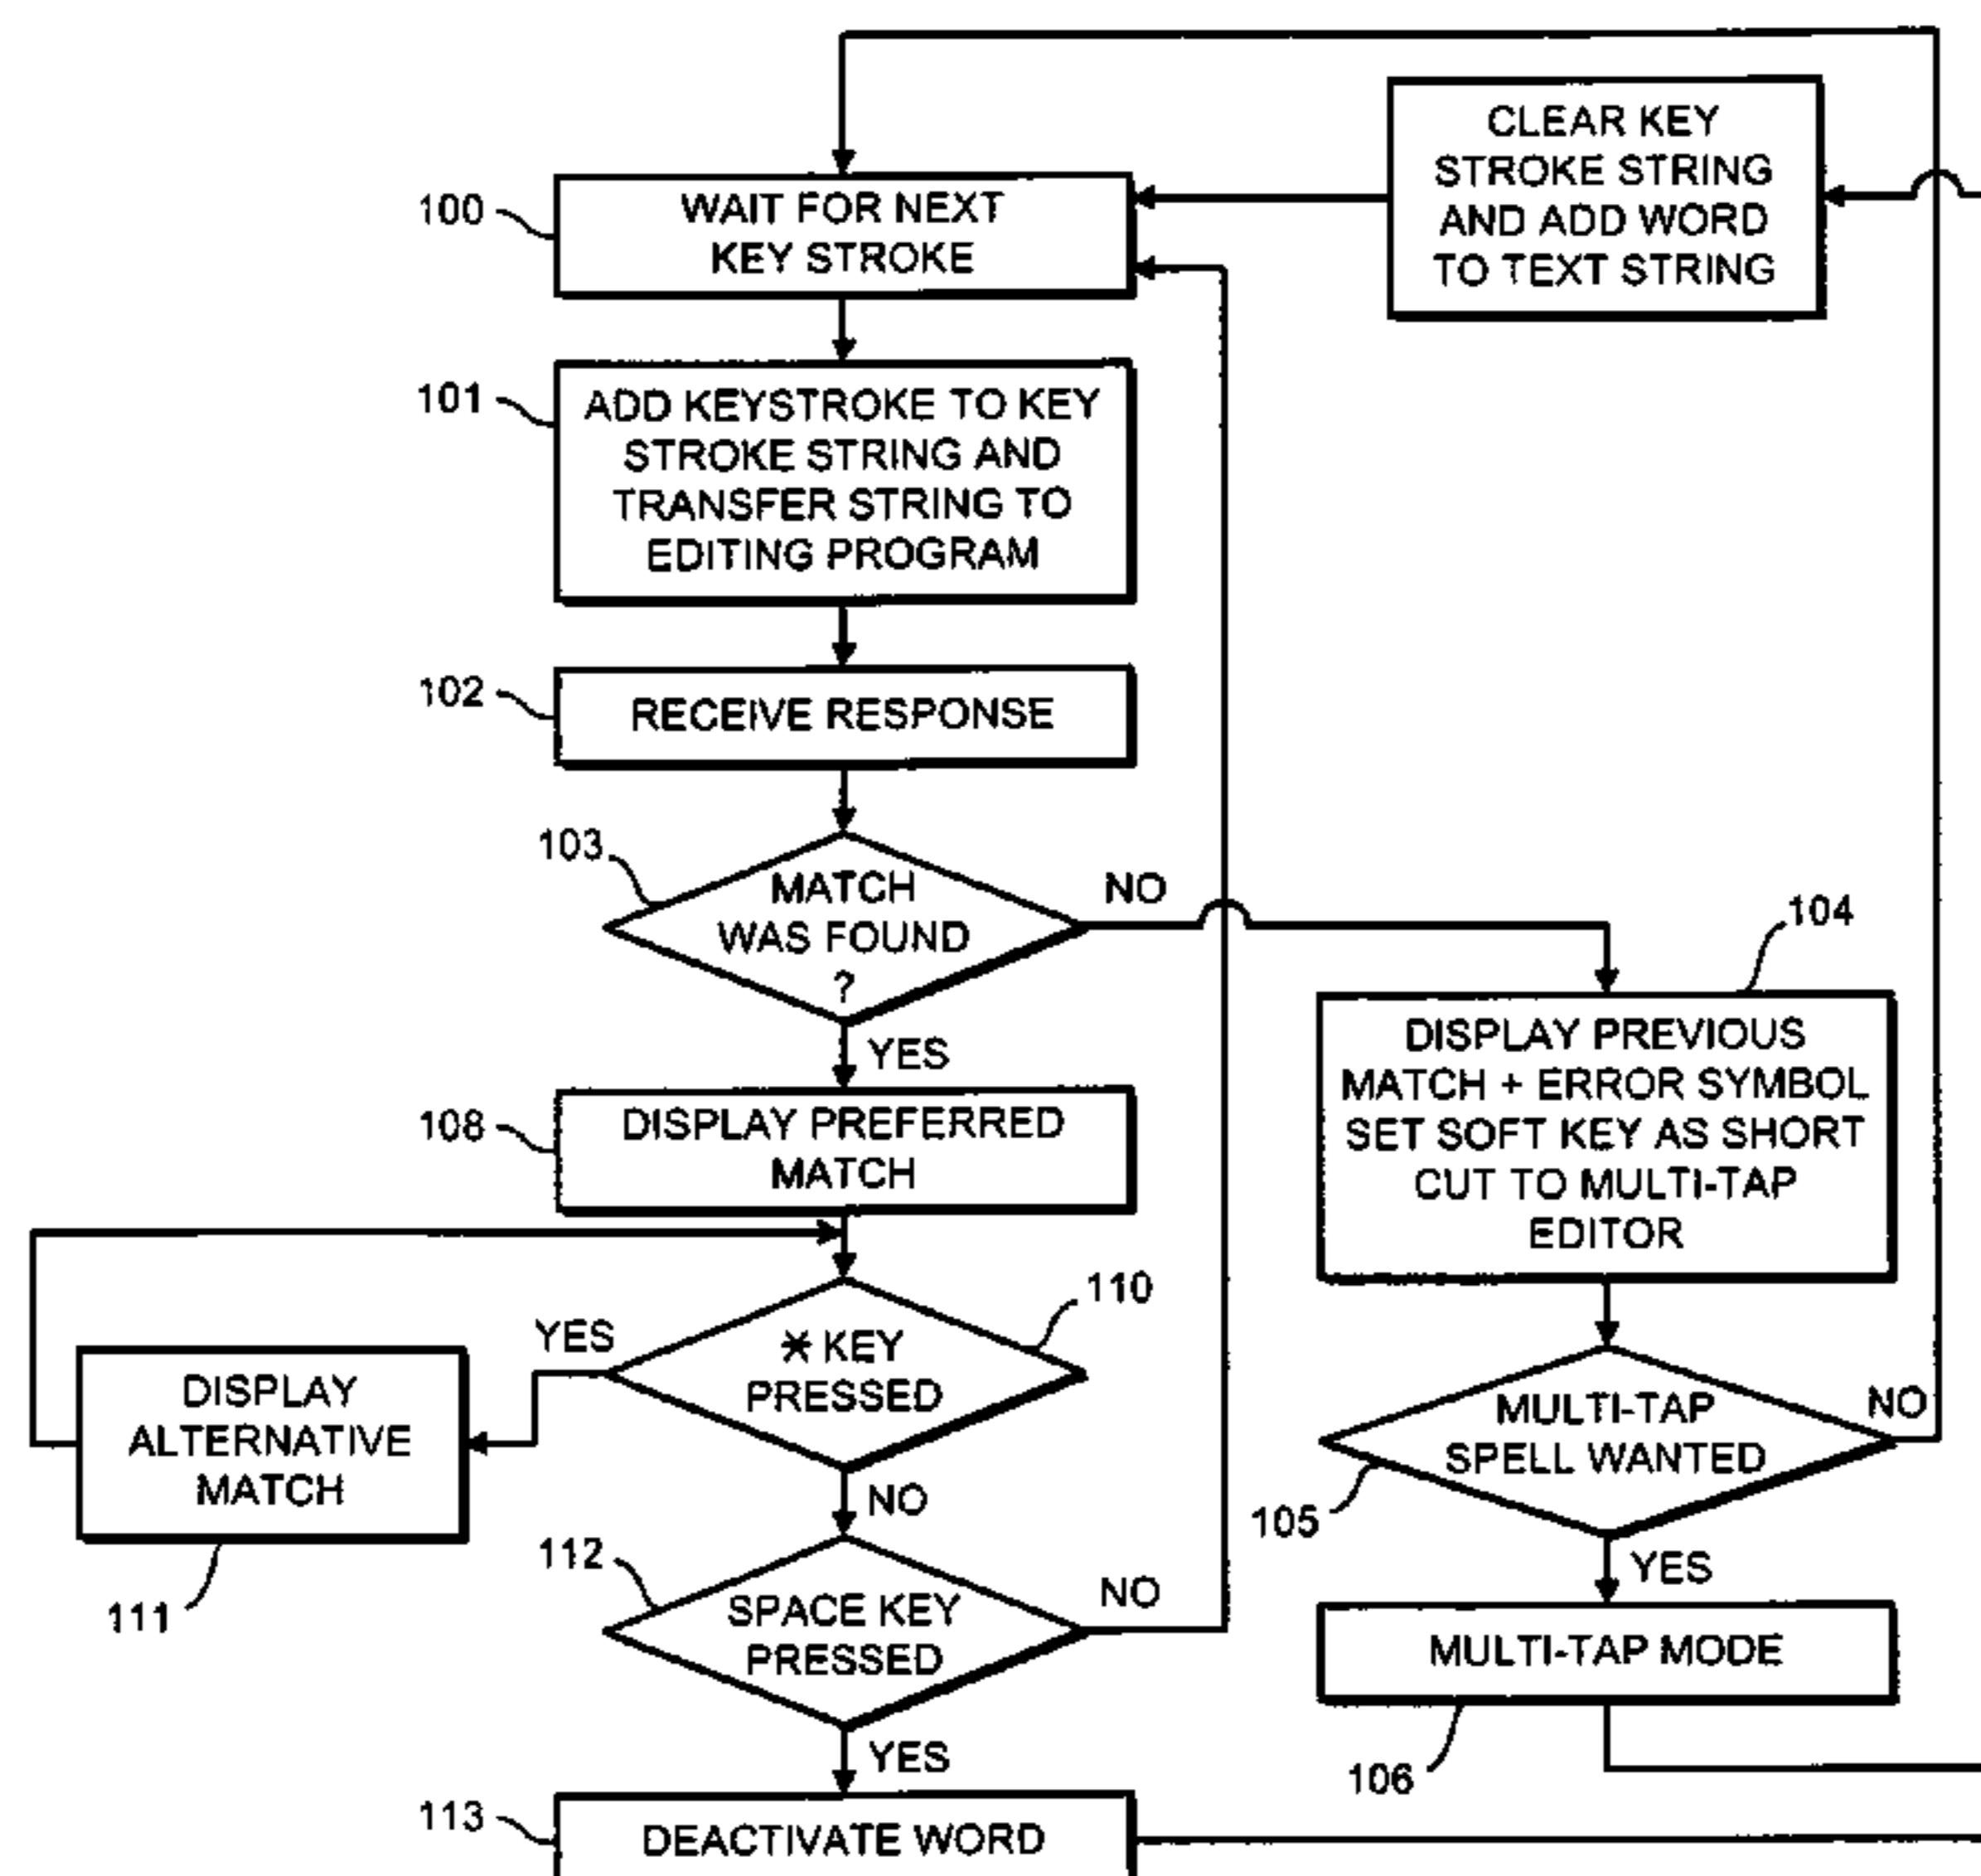 CLEAR KEY
STROKE STRING
AND ADD WORD
TO TEXT STRING
100
WAIT FOR NEXT
KEY STROKE
101
ADD KEYSTROKE TO KEY
STROKE STRING AND
TRANSFER STRING TO
EDITING PROGRAM
102
RECEIVE RESPONSE
103
MATCH
WAS FOUND
?
NO
YES
104
DISPLAY PREVIOUS
MATCH + ERROR SYMBOL
SET SOFT KEY AS SHORT
CUT TO MULTI-TAP
EDITOR
108
DISPLAY PREFERRED
MATCH
110
* KEY
PRESSED
YES
NO
DISPLAY
ALTERNATIVE
MATCH
111
MULTI-TAP
SPELL WANTED
NO
105
YES
112
SPACE KEY
PRESSED
NO
YES
MULTI-TAP MODE
106
113
DEACTIVATE WORD